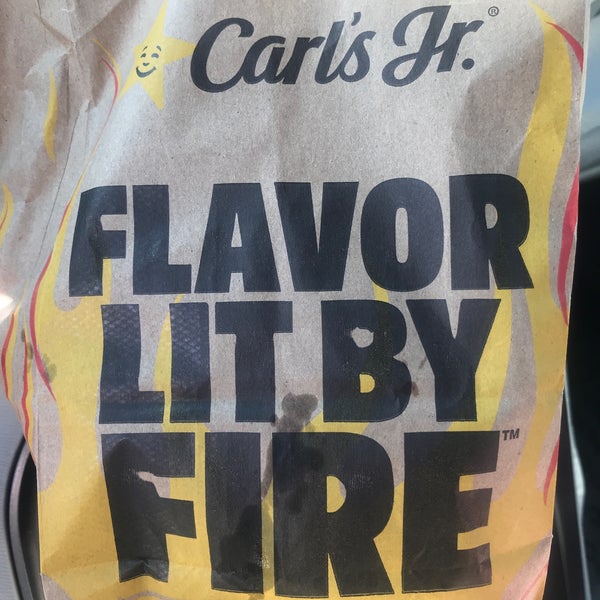 Carl's Jr.®
FLAVOR
LIT BY
FIRE™